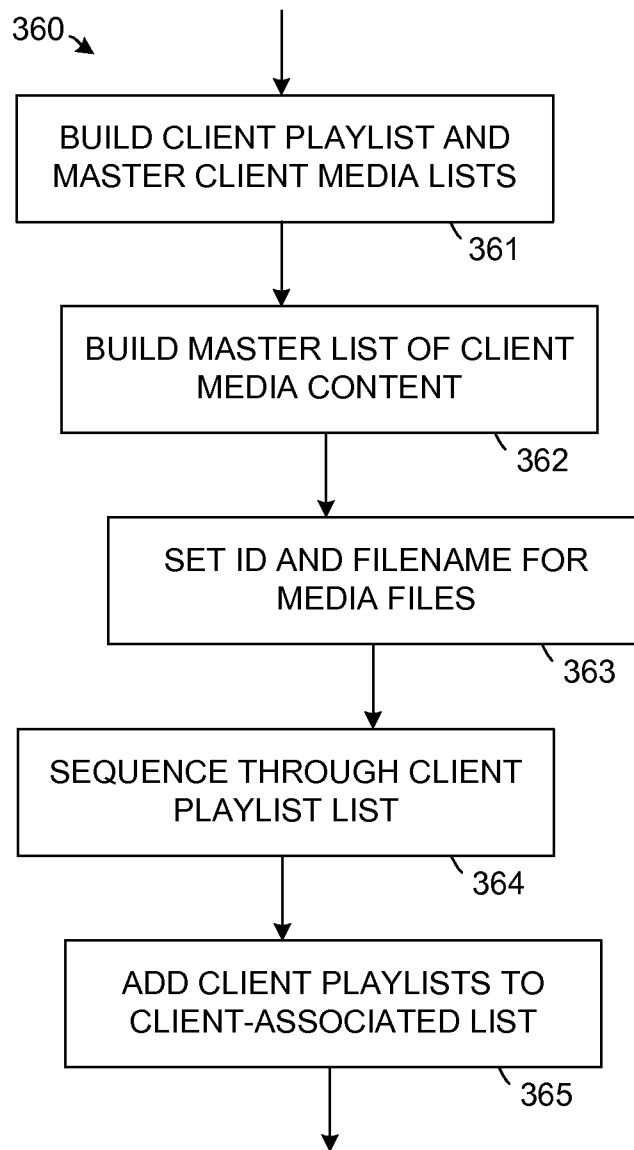 360
BUILD CLIENT PLAYLIST AND
MASTER CLIENT MEDIA LISTS
361
BUILD MASTER LIST OF CLIENT
MEDIA CONTENT
362
SET ID AND FILENAME FOR
MEDIA FILES
363
SEQUENCE THROUGH CLIENT
PLAYLIST LIST
364
ADD CLIENT PLAYLISTS TO
CLIENT-ASSOCIATED LIST
365